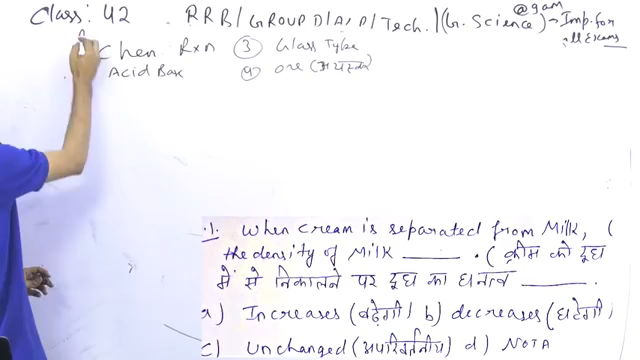 Class: 42 RRB/GROUP D/A/P/Tech./(G. Science) @9am → Imp. for all Exams
Chem Rxn ③ Glass Type
Acid Bas ④ ore (अयस्क)
Q.1. When cream is separated from Milk, (
the density of Milk ______ . (क्रीम को दूध
में से निकालने पर दूध का घनत्व ______ .
a) Increases (बढ़ेगी) b) decreases (घटेगी)
c) Unchanged (अपरिवर्तनीय) d) NOTA